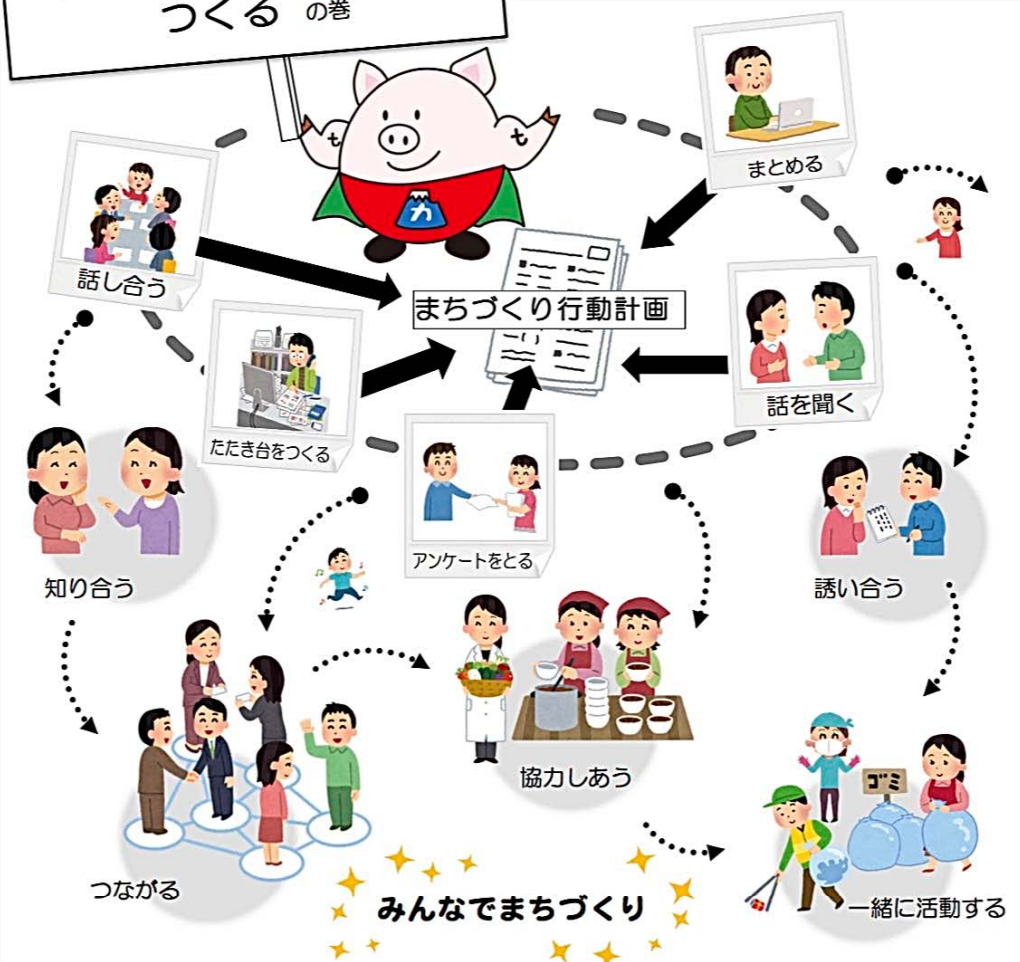 つくる の巻
t
t
カ
まとめる
話し合う
まちづくり行動計画
話を聞く
たたき台をつくる
アンケートをとる
知り合う
誘い合う
協力しあう
ゴミ
つながる
みんなでまちづくり
一緒に活動する